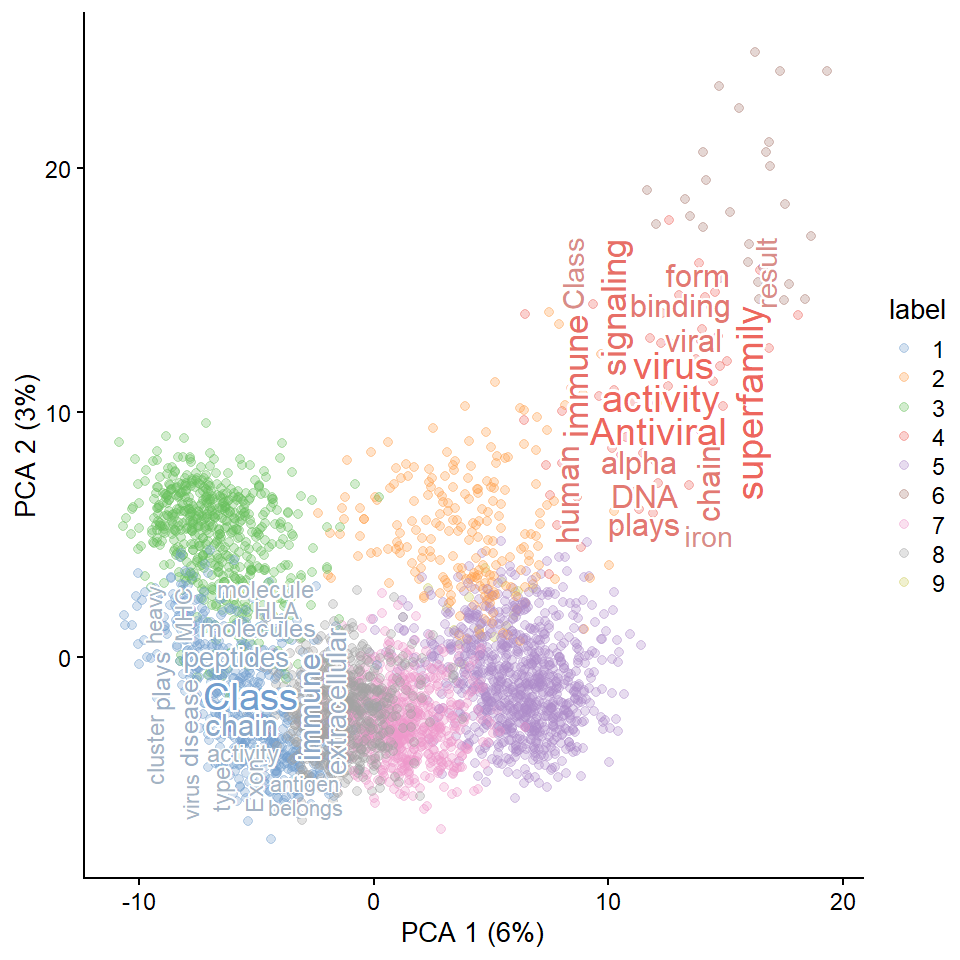 PCA 2 (3%)
20
10
0
-10
0
10
20
PCA 1 (6%)
label
1
2
3
4
5
6
7
8
9
Class
signaling
form
result
binding
immune
viral
virus
superfamily
activity
Antiviral
human
alpha
chain
DNA
plays
iron
molecule
heavy
MHC
HLA
molecules
peptides
plays
Class
immune
extracellular
disease
chain
cluster
activity
virus
type
Exon
antigen
belongs